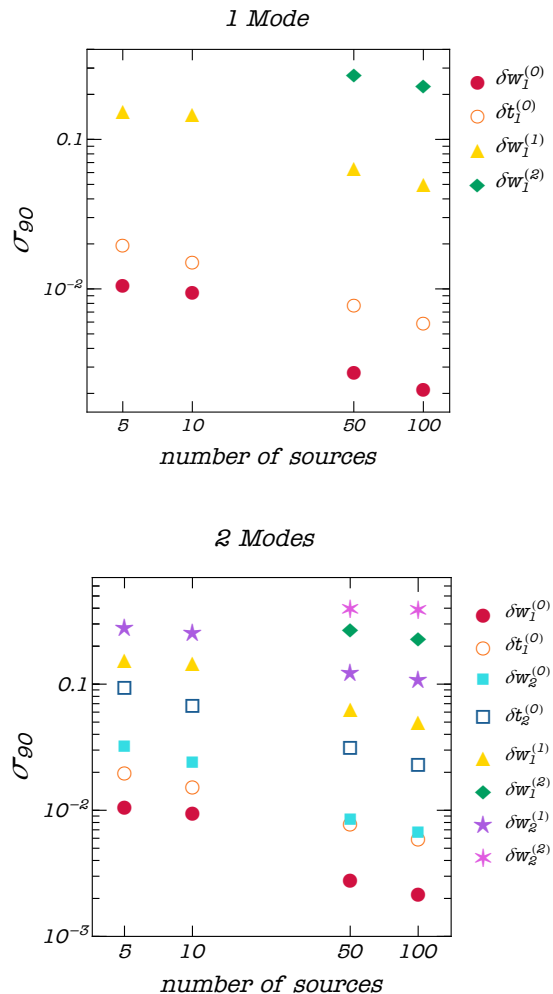 1 Mode
0.1
10⁻²
σ₉₀
5 10 50 100
number of sources
δw₁⁽⁰⁾
δt₁⁽⁰⁾
δw₁⁽¹⁾
δw₁⁽²⁾
2 Modes
0.1
10⁻²
10⁻³
σ₉₀
5 10 50 100
number of sources
δw₁⁽⁰⁾
δt₁⁽⁰⁾
δw₂⁽⁰⁾
δt₂⁽⁰⁾
δw₁⁽¹⁾
δw₁⁽²⁾
δw₂⁽¹⁾
δw₂⁽²⁾